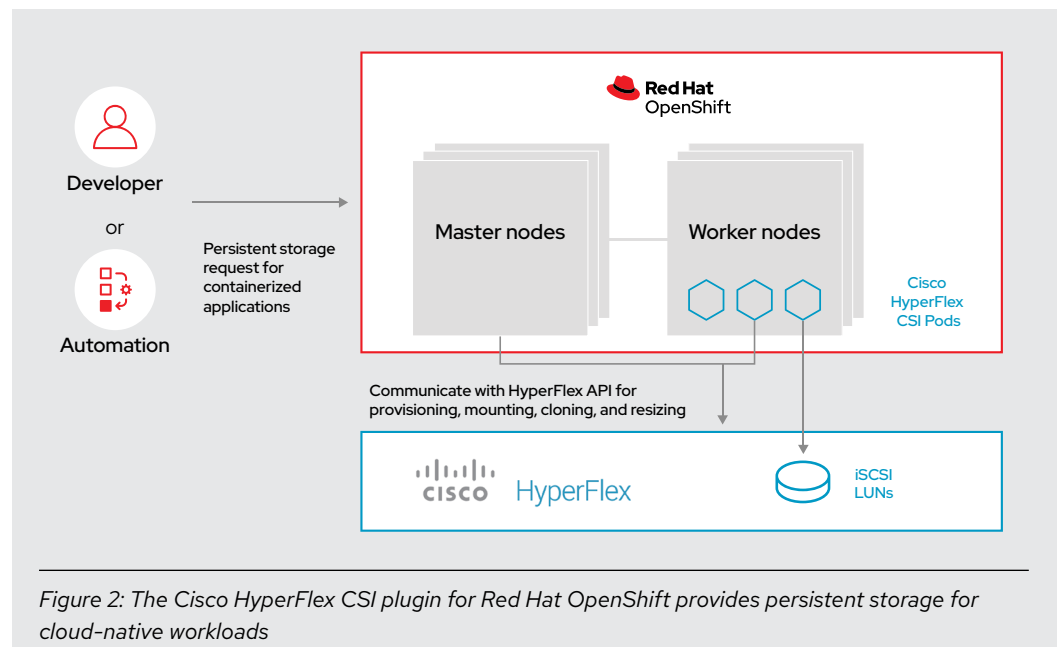 Red Hat
OpenShift
Developer
or
Automation
Persistent storage
request for
containerized
applications
Master nodes
Worker nodes
Cisco
HyperFlex
CSI Pods
Communicate with HyperFlex API for
provisioning, mounting, cloning, and resizing
CISCO
HyperFlex
iSCSI
LUNs
Figure 2: The Cisco HyperFlex CSI plugin for Red Hat OpenShift provides persistent storage for
cloud-native workloads